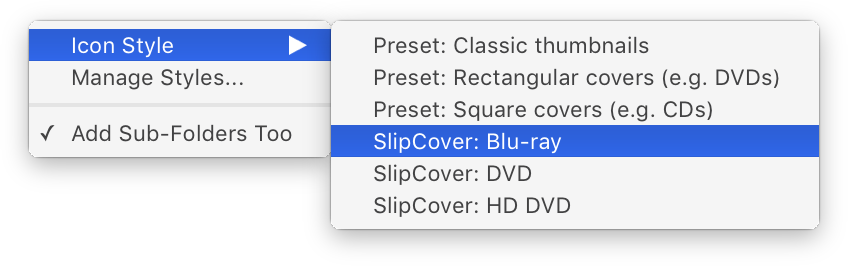 Icon Style
Manage Styles...
✓ Add Sub-Folders Too
Preset: Classic thumbnails
Preset: Rectangular covers (e.g. DVDs)
Preset: Square covers (e.g. CDs)
SlipCover: Blu-ray
SlipCover: DVD
SlipCover: HD DVD